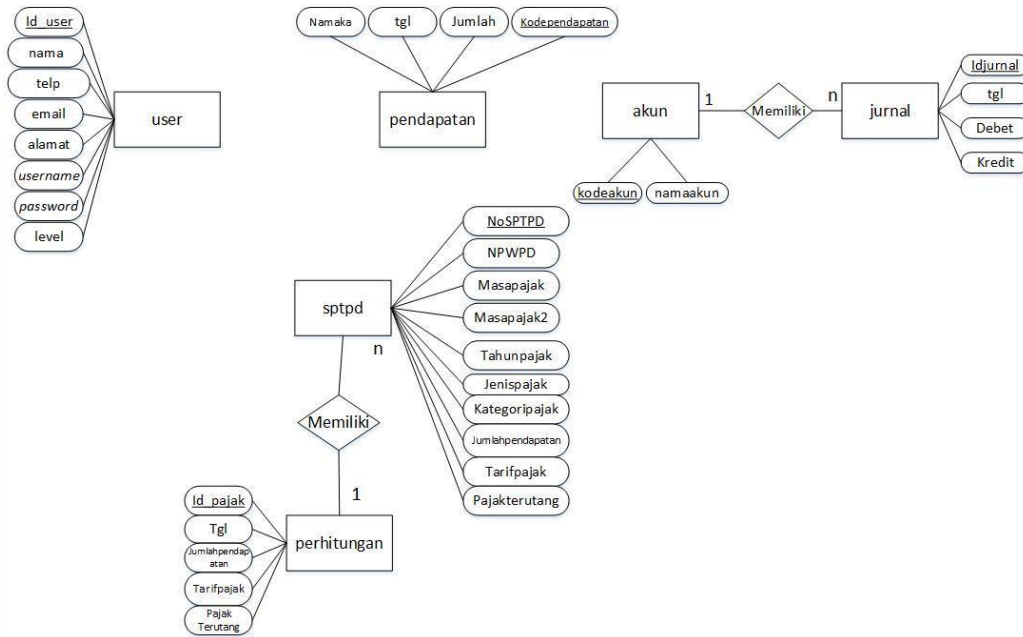 Id_user
nama
telp
email
alamat
username
password
level
user
Namaka
tgl
Jumlah
Kodependapatan
pendapatan
akun
1
Memiliki
n
jurnal
kodeakun
namaakun
Idjurnal
tgl
Debet
Kredit
sptpd
n
NoSPTPD
NPWPD
Masapajak
Masapajak2
Tahunpajak
Jenispajak
Kategoripajak
Jumlahpendapatan
Tarifpajak
Pajakterutang
Memiliki
1
perhitungan
Id_pajak
Tgl
Jumlahpendap
atan
Tarifpajak
Pajak
Terutang